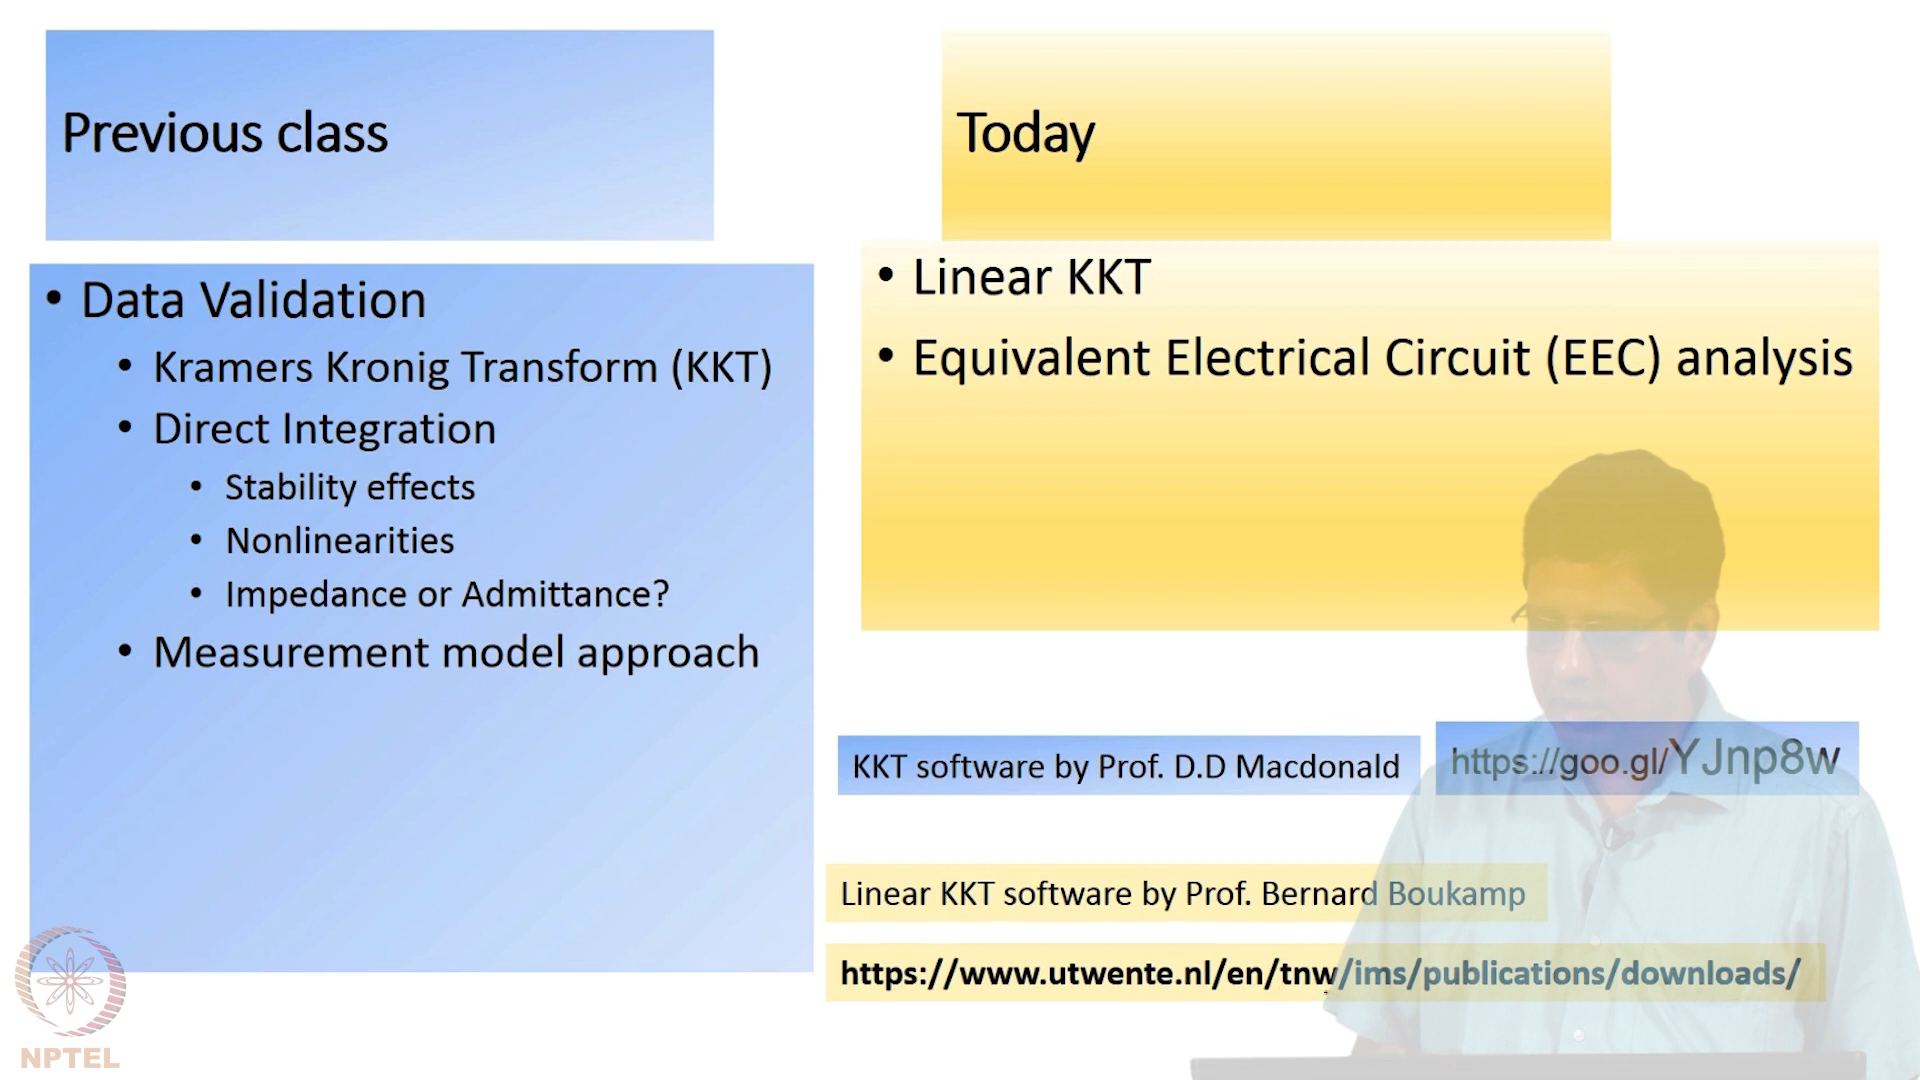 Previous class
• Data Validation
• Kramers Kronig Transform (KKT)
• Direct Integration
• Stability effects
• Nonlinearities
• Impedance or Admittance?
• Measurement model approach
Today
• Linear KKT
• Equivalent Electrical Circuit (EEC) analysis
KKT software by Prof. D.D Macdonald
https://goo.gl/YJnp8w
Linear KKT software by Prof. Bernard Boukamp
https://www.utwente.nl/en/tnw/ims/publications/downloads/
NPTEL